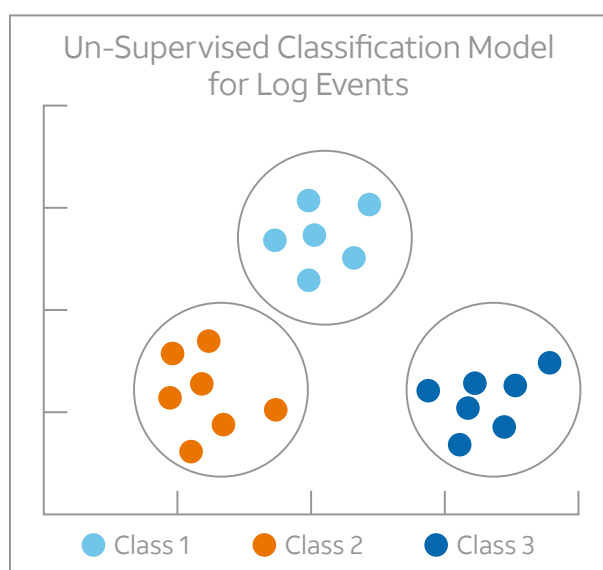 Un-Supervised Classification Model
for Log Events
Class 1 Class 2 Class 3